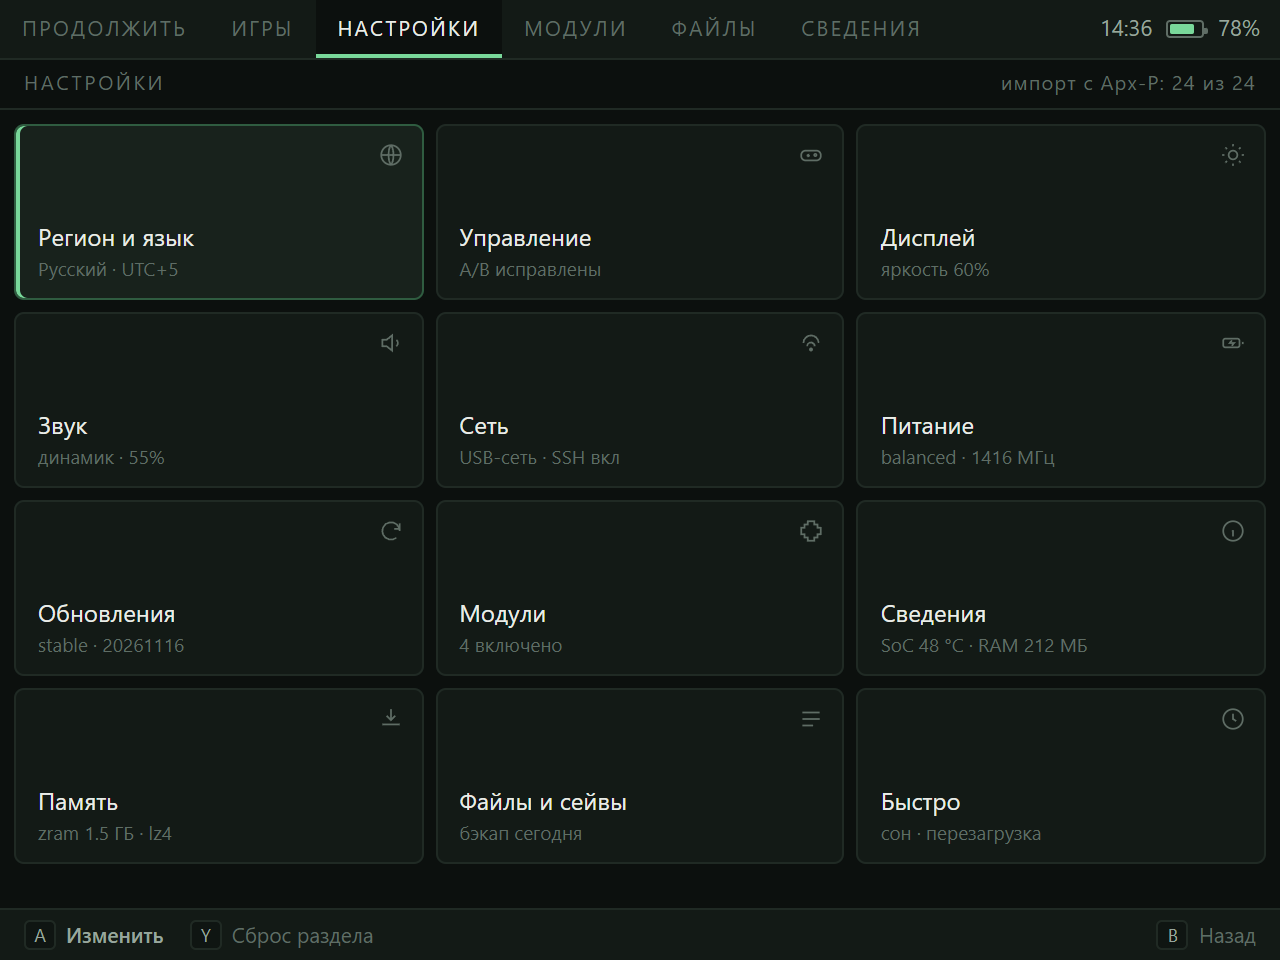 ПРОДОЛЖИТЬ ИГРЫ НАСТРОЙКИ МОДУЛИ ФАЙЛЫ СВЕДЕНИЯ 14:36 78%
НАСТРОЙКИ импорт с Арх-Р: 24 из 24
Регион и язык
Русский · UTC+5
Управление
A/B исправлены
Дисплей
яркость 60%
Звук
динамик · 55%
Сеть
USB-сеть · SSH вкл
Питание
balanced · 1416 МГц
Обновления
stable · 20261116
Модули
4 включено
Сведения
SoC 48 °C · RAM 212 МБ
Память
zram 1.5 ГБ · lz4
Файлы и сейвы
бэкап сегодня
Быстро
сон · перезагрузка
A Изменить Y Сброс раздела B Назад